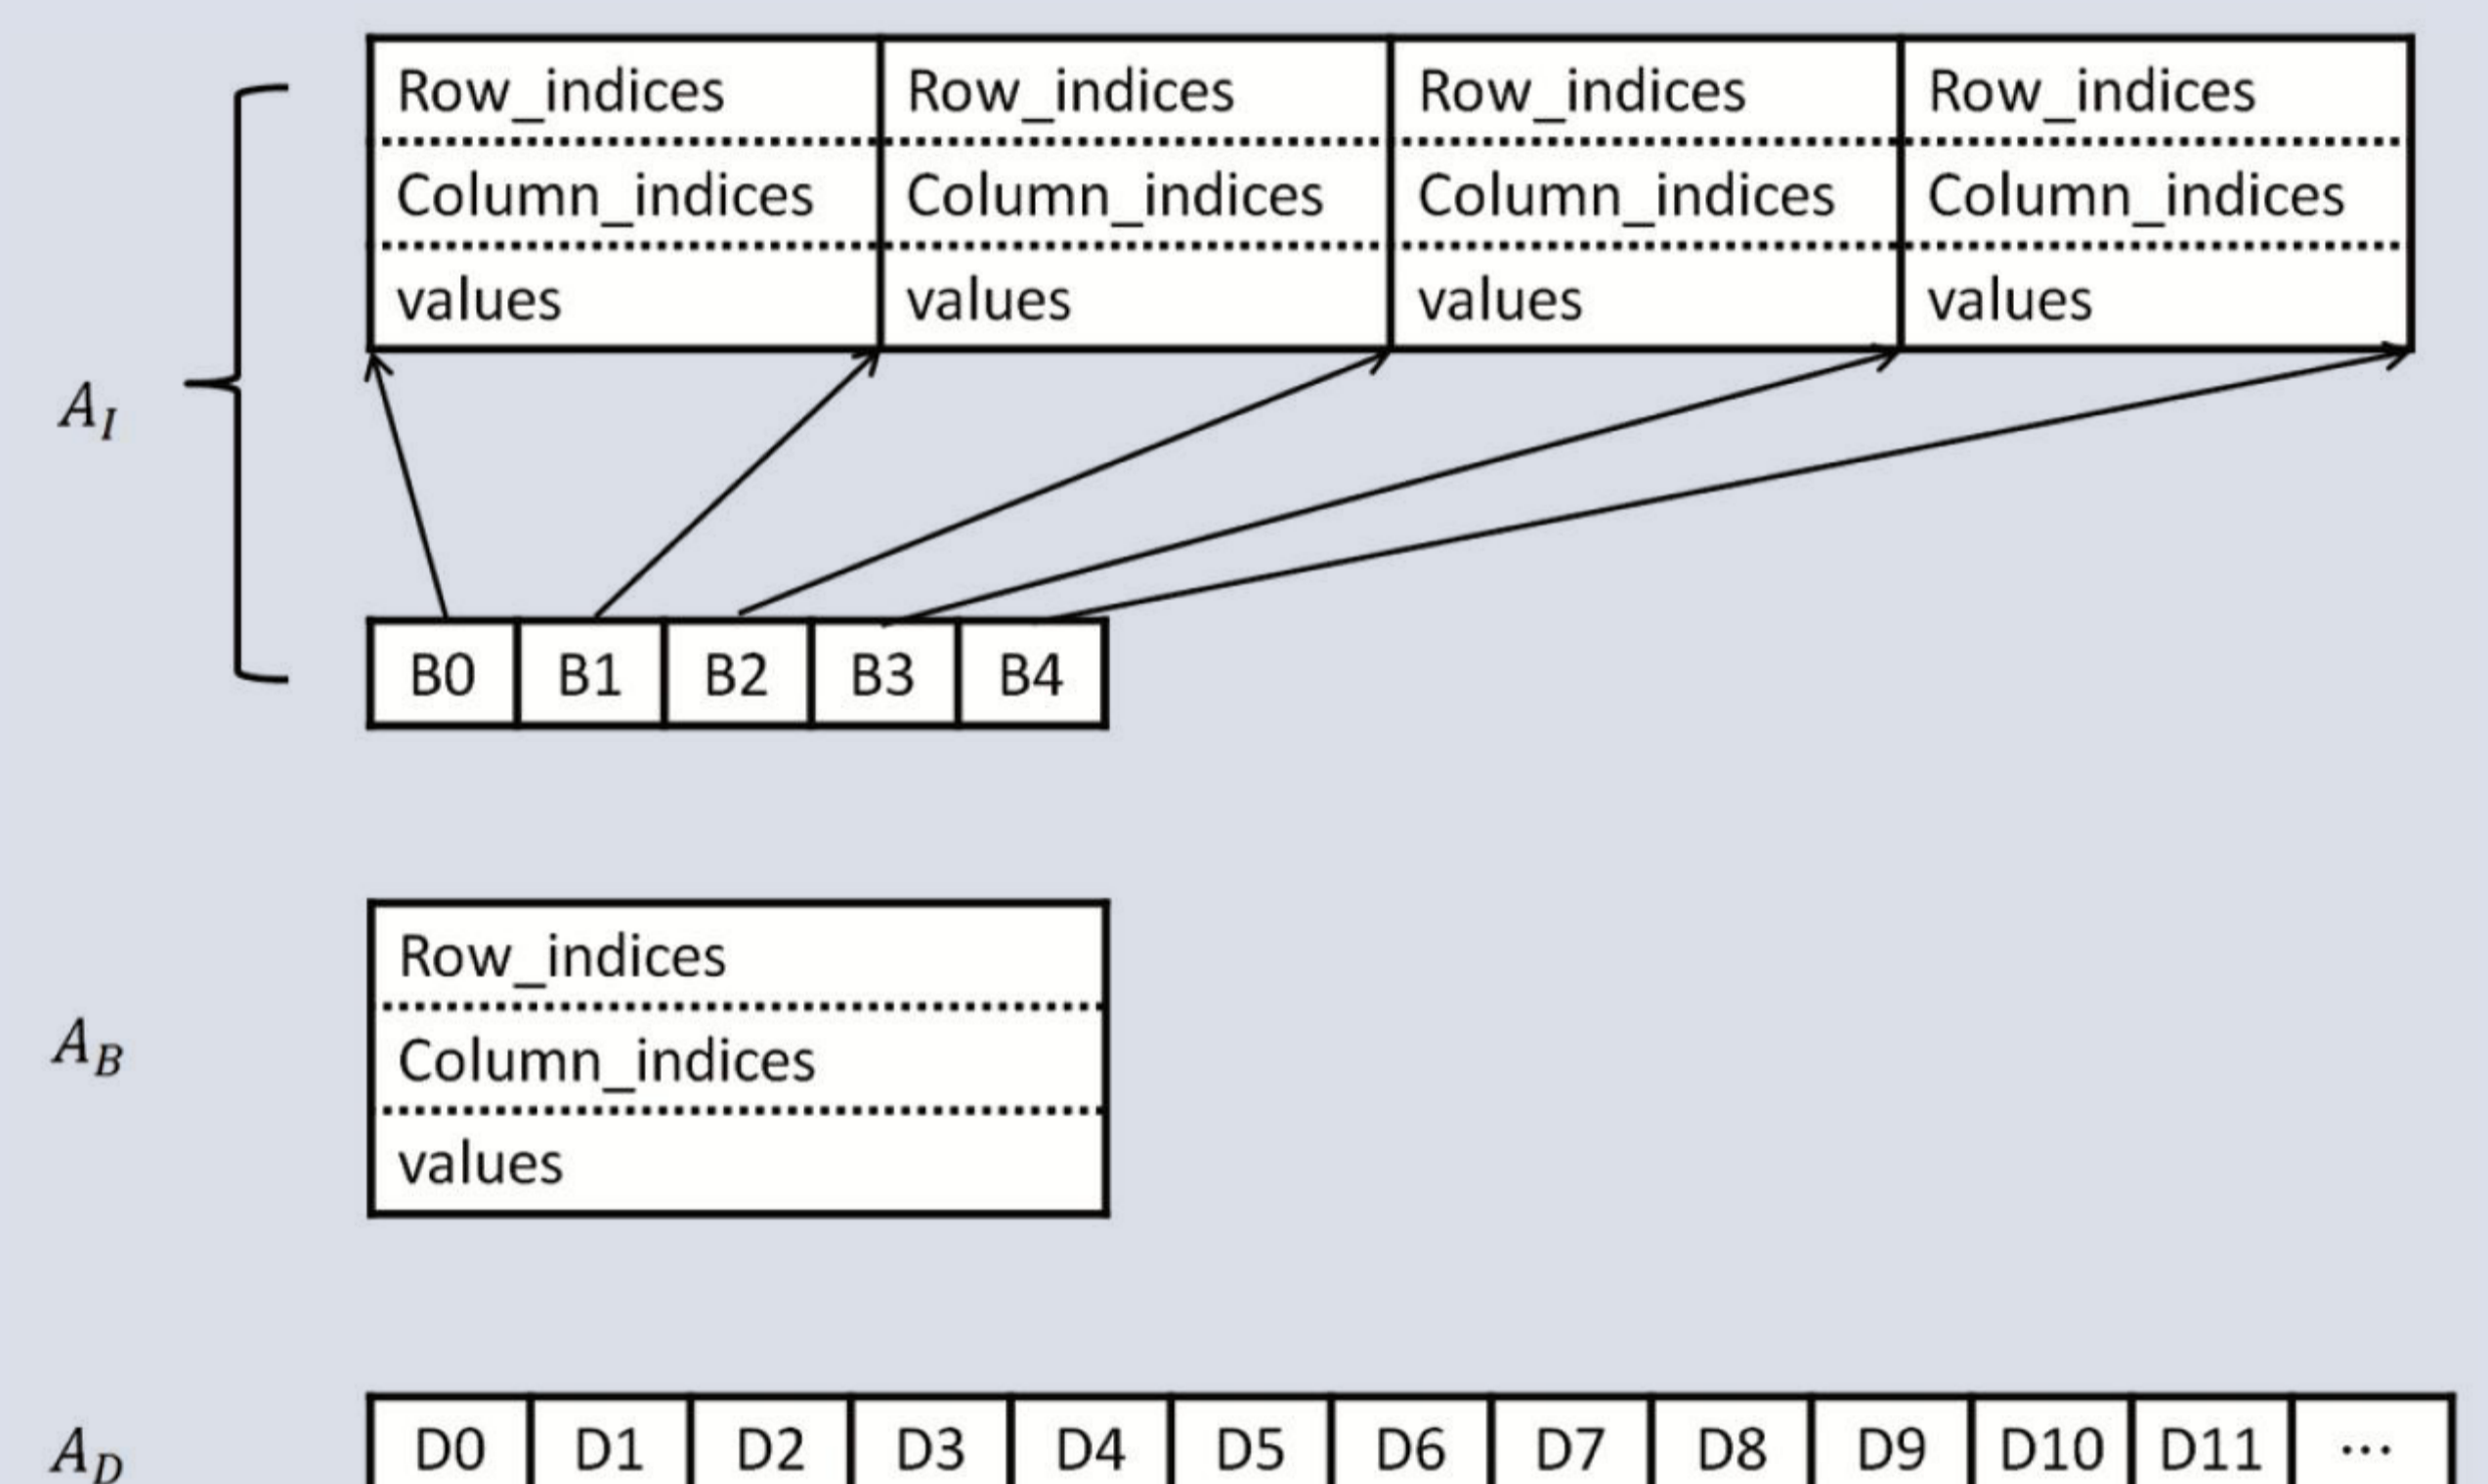 Row_indices Row_indices Row_indices Row_indices
Column_indices Column_indices Column_indices Column_indices
values values values values
A_I
B0 B1 B2 B3 B4
Row_indices
A_B
Column_indices
values
A_D D0 D1 D2 D3 D4 D5 D6 D7 D8 D9 D10 D11 ⋯